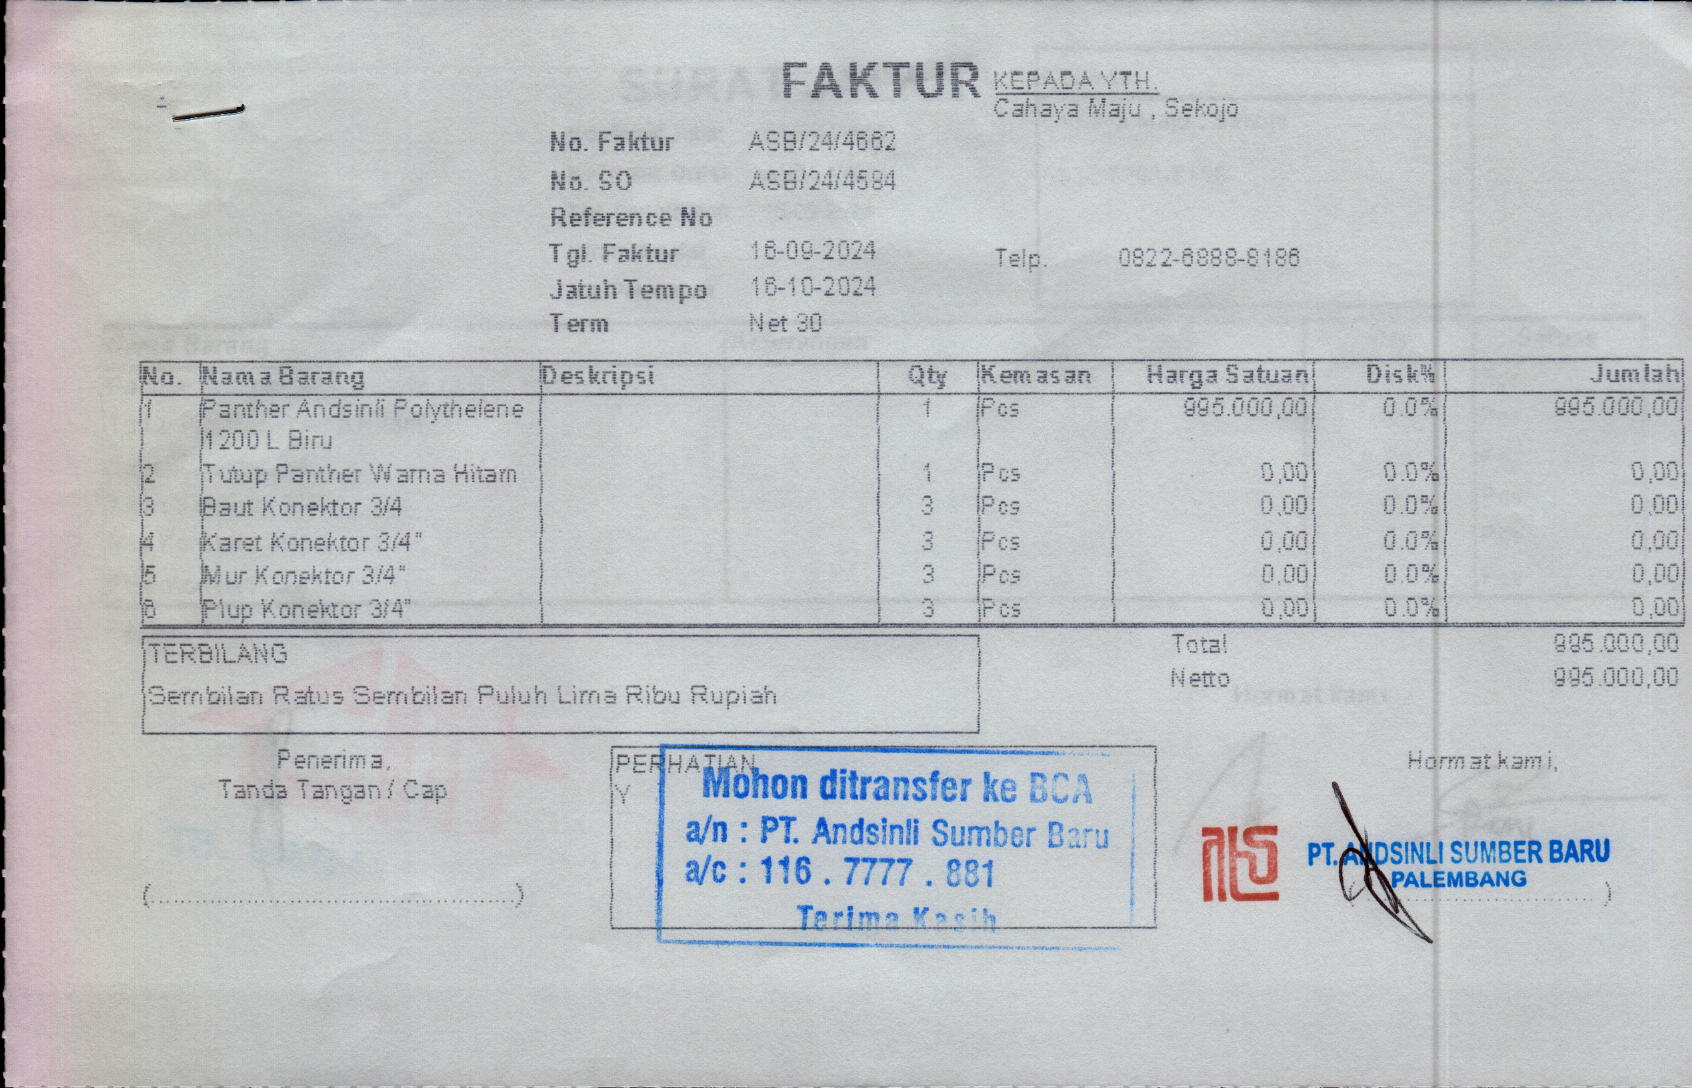 FAKTUR
KEPADA YTH.
Cahaya Maju , Sekojo
No. Faktur ASB/24/4662
No. SO ASB/24/4594
Reference No
Tgl. Faktur 16-09-2024
Telp. 0822-6888-8186
Jatuh Tempo 16-10-2024
Term Net 30
No. Nama Barang Deskripsi Qty Kemasan Harga Satuan Disk% Jumlah
1 Panther Andsinli Polythelene 1 Pcs 995.000,00 0.0% 995.000,00
1200 L Biru
2 Tutup Panther Warna Hitam 1 Pcs 0,00 0.0% 0,00
3 Baut Konektor 3/4 3 Pcs 0,00 0.0% 0,00
4 Karet Konektor 3/4" 3 Pcs 0,00 0.0% 0,00
5 Mur Konektor 3/4" 3 Pcs 0,00 0.0% 0,00
6 Plup Konektor 3/4" 3 Pcs 0,00 0.0% 0,00
Total 995.000,00
Netto 995.000,00
TERBILANG
Sembilan Ratus Sembilan Puluh Lima Ribu Rupiah
Penerima,
Tanda Tangan / Cap
PERHATIAN
Y
Mohon ditransfer ke BCA
a/n : PT. Andsinli Sumber Baru
a/c : 116 . 7777 . 881
Terima Kasih
Hormat kami,
PT. ANDSINLI SUMBER BARU
PALEMBANG